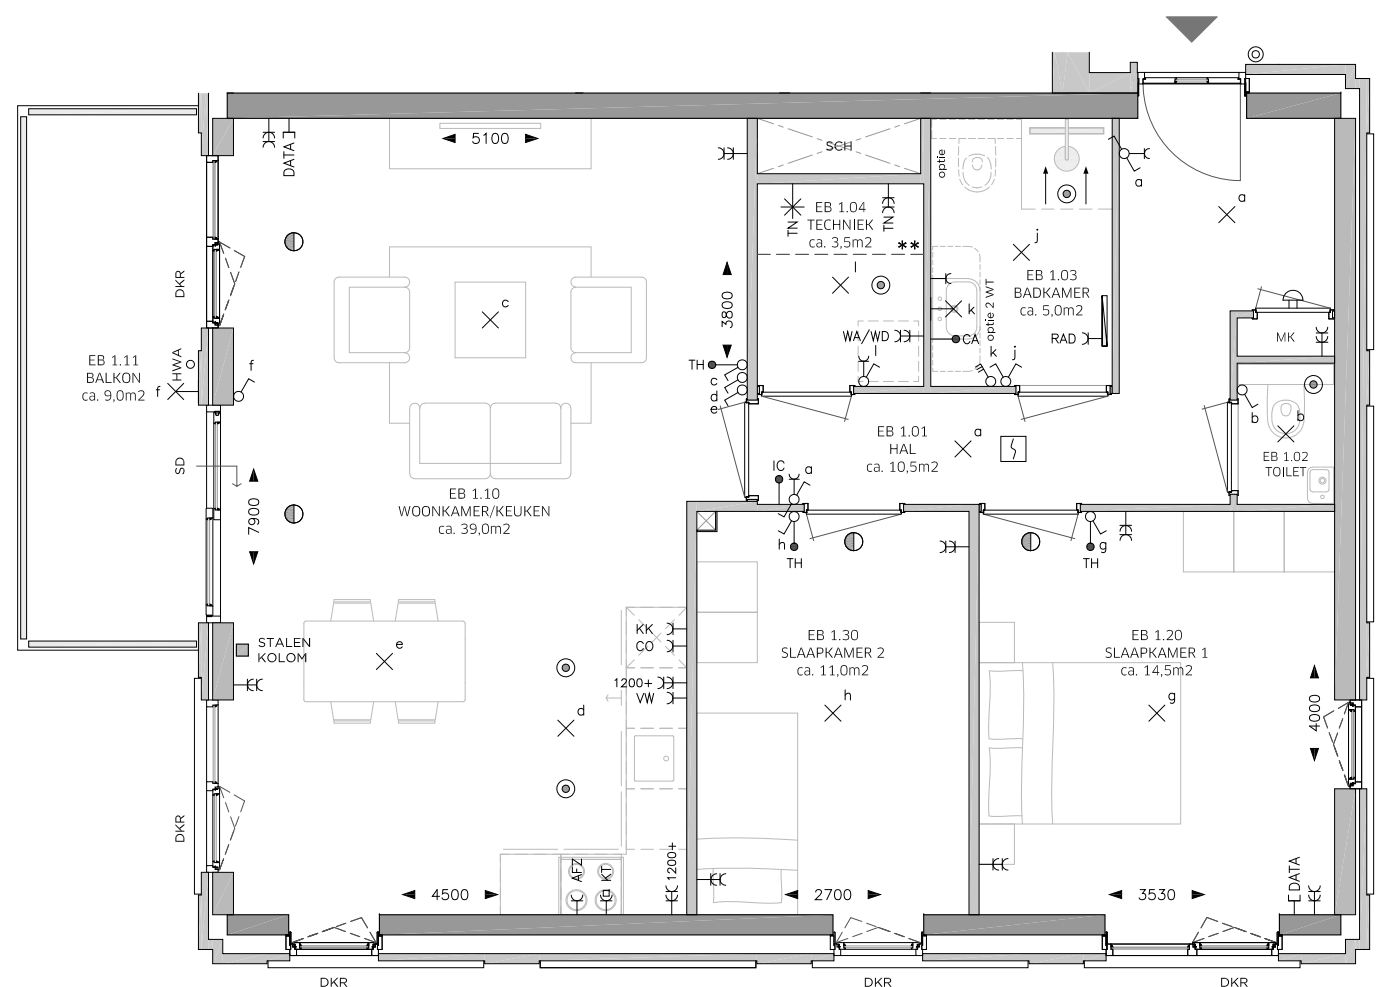 5100
DATA
SCH
optie
a
a
TN
TN
EB 1.04
TECHNIEK
ca. 3,5m2
**
l
j
EB 1.03
BADKAMER
ca. 5,0m2
DKR
c
3800
k
optie 2 WT
WA/WD
l
CA
RAD
MK
EB 1.11
BALKON
ca. 9,0m2
HWA
f
f
TH
c
d
e
k
j
b
b
EB 1.02
TOILET
EB 1.01
HAL
ca. 10,5m2
a
SD
IC
a
7900
EB 1.10
WOONKAMER/KEUKEN
ca. 39,0m2
h
TH
g
TH
STALEN
KOLOM
e
KK
CO
1200+
VW
d
EB 1.30
SLAAPKAMER 2
ca. 11,0m2
h
EB 1.20
SLAAPKAMER 1
ca. 14,5m2
g
4000
DKR
AFZ
KT
1200+
DATA
4500
2700
3530
DKR
DKR
DKR